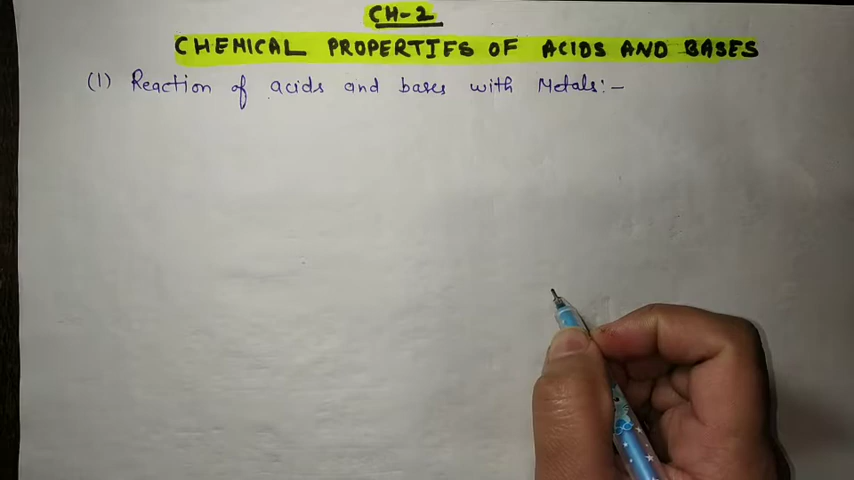 CH-2
CHEMICAL PROPERTIES OF ACIDS AND BASES
(1) Reaction of acids and bases with Metals:-